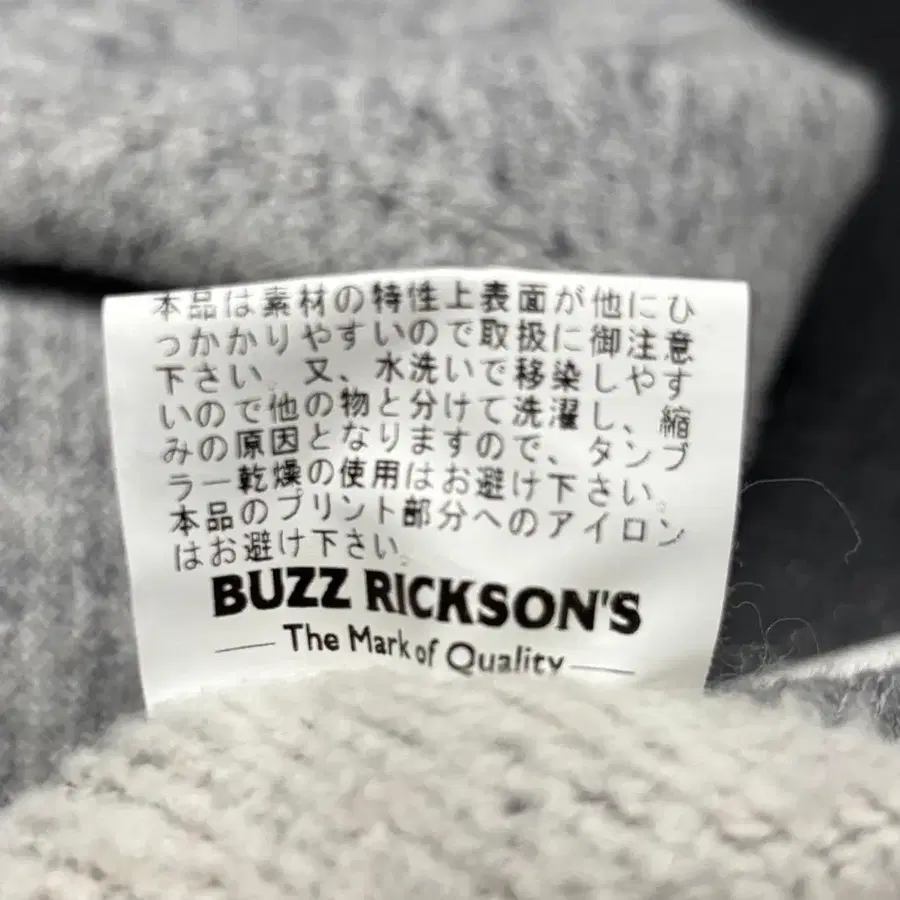 本品は素材の特性上表面が他にひ
っかかりやすいので取扱に御注意
下さい。又、水洗いで移染しやす
いので他の物と分けて洗濯し、縮
みの原因となりますので、タンブ
ラー乾燥の使用はお避け下さい。
本品のプリント部分へのアイロン
はお避け下さい。
BUZZ RICKSON'S
The Mark of Quality